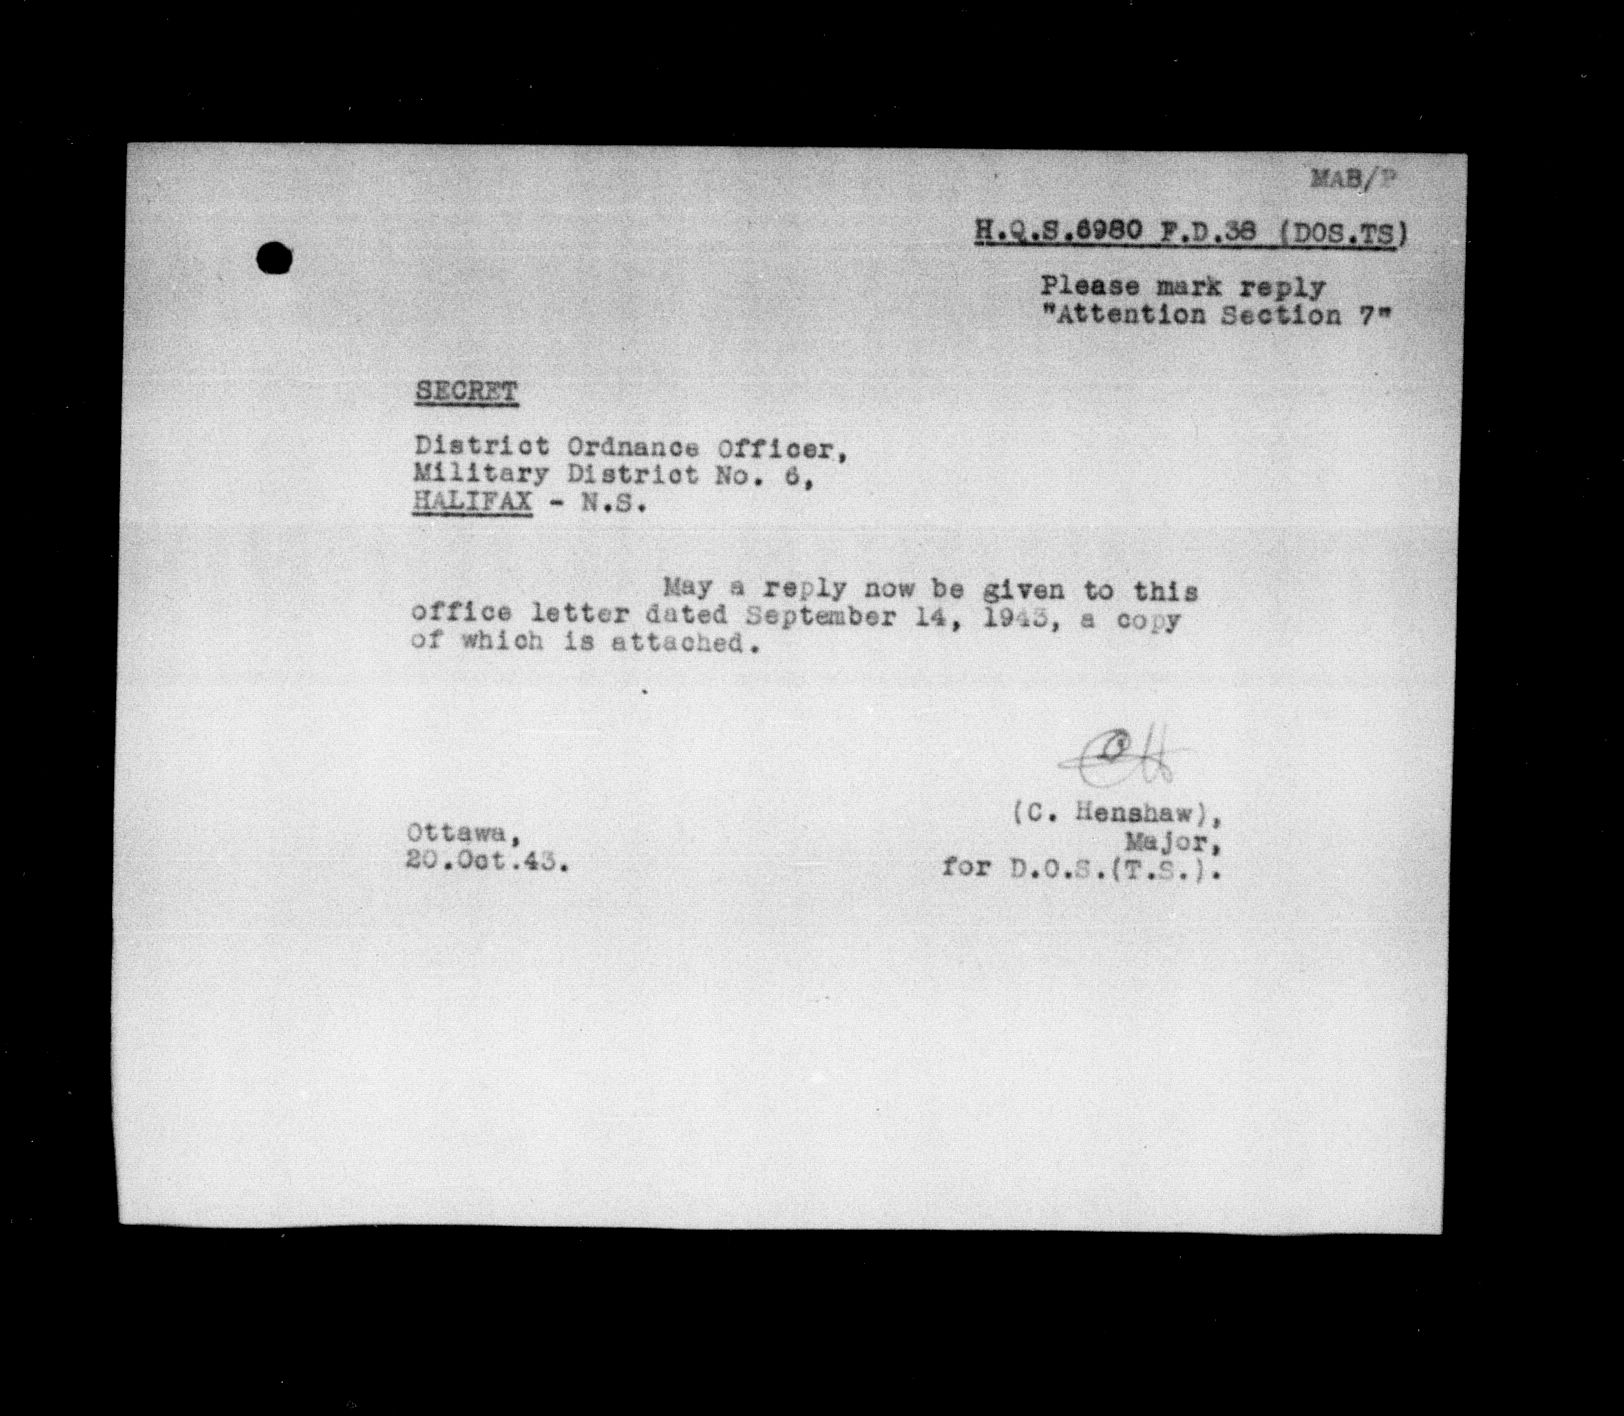 MAB/P
H.Q.S.6980 F.D.38 (DOS.TS)
Please mark reply
"Attention Section 7"
SECRET
District Ordnance Officer,
Military District No. 6,
HALIFAX - N.S.
May a reply now be given to this
office letter dated September 14, 1943, a copy
of which is attached.
CH
(C. Henshaw),
Major,
for D.O.S.(T.S.).
Ottawa,
20.Oct.43.